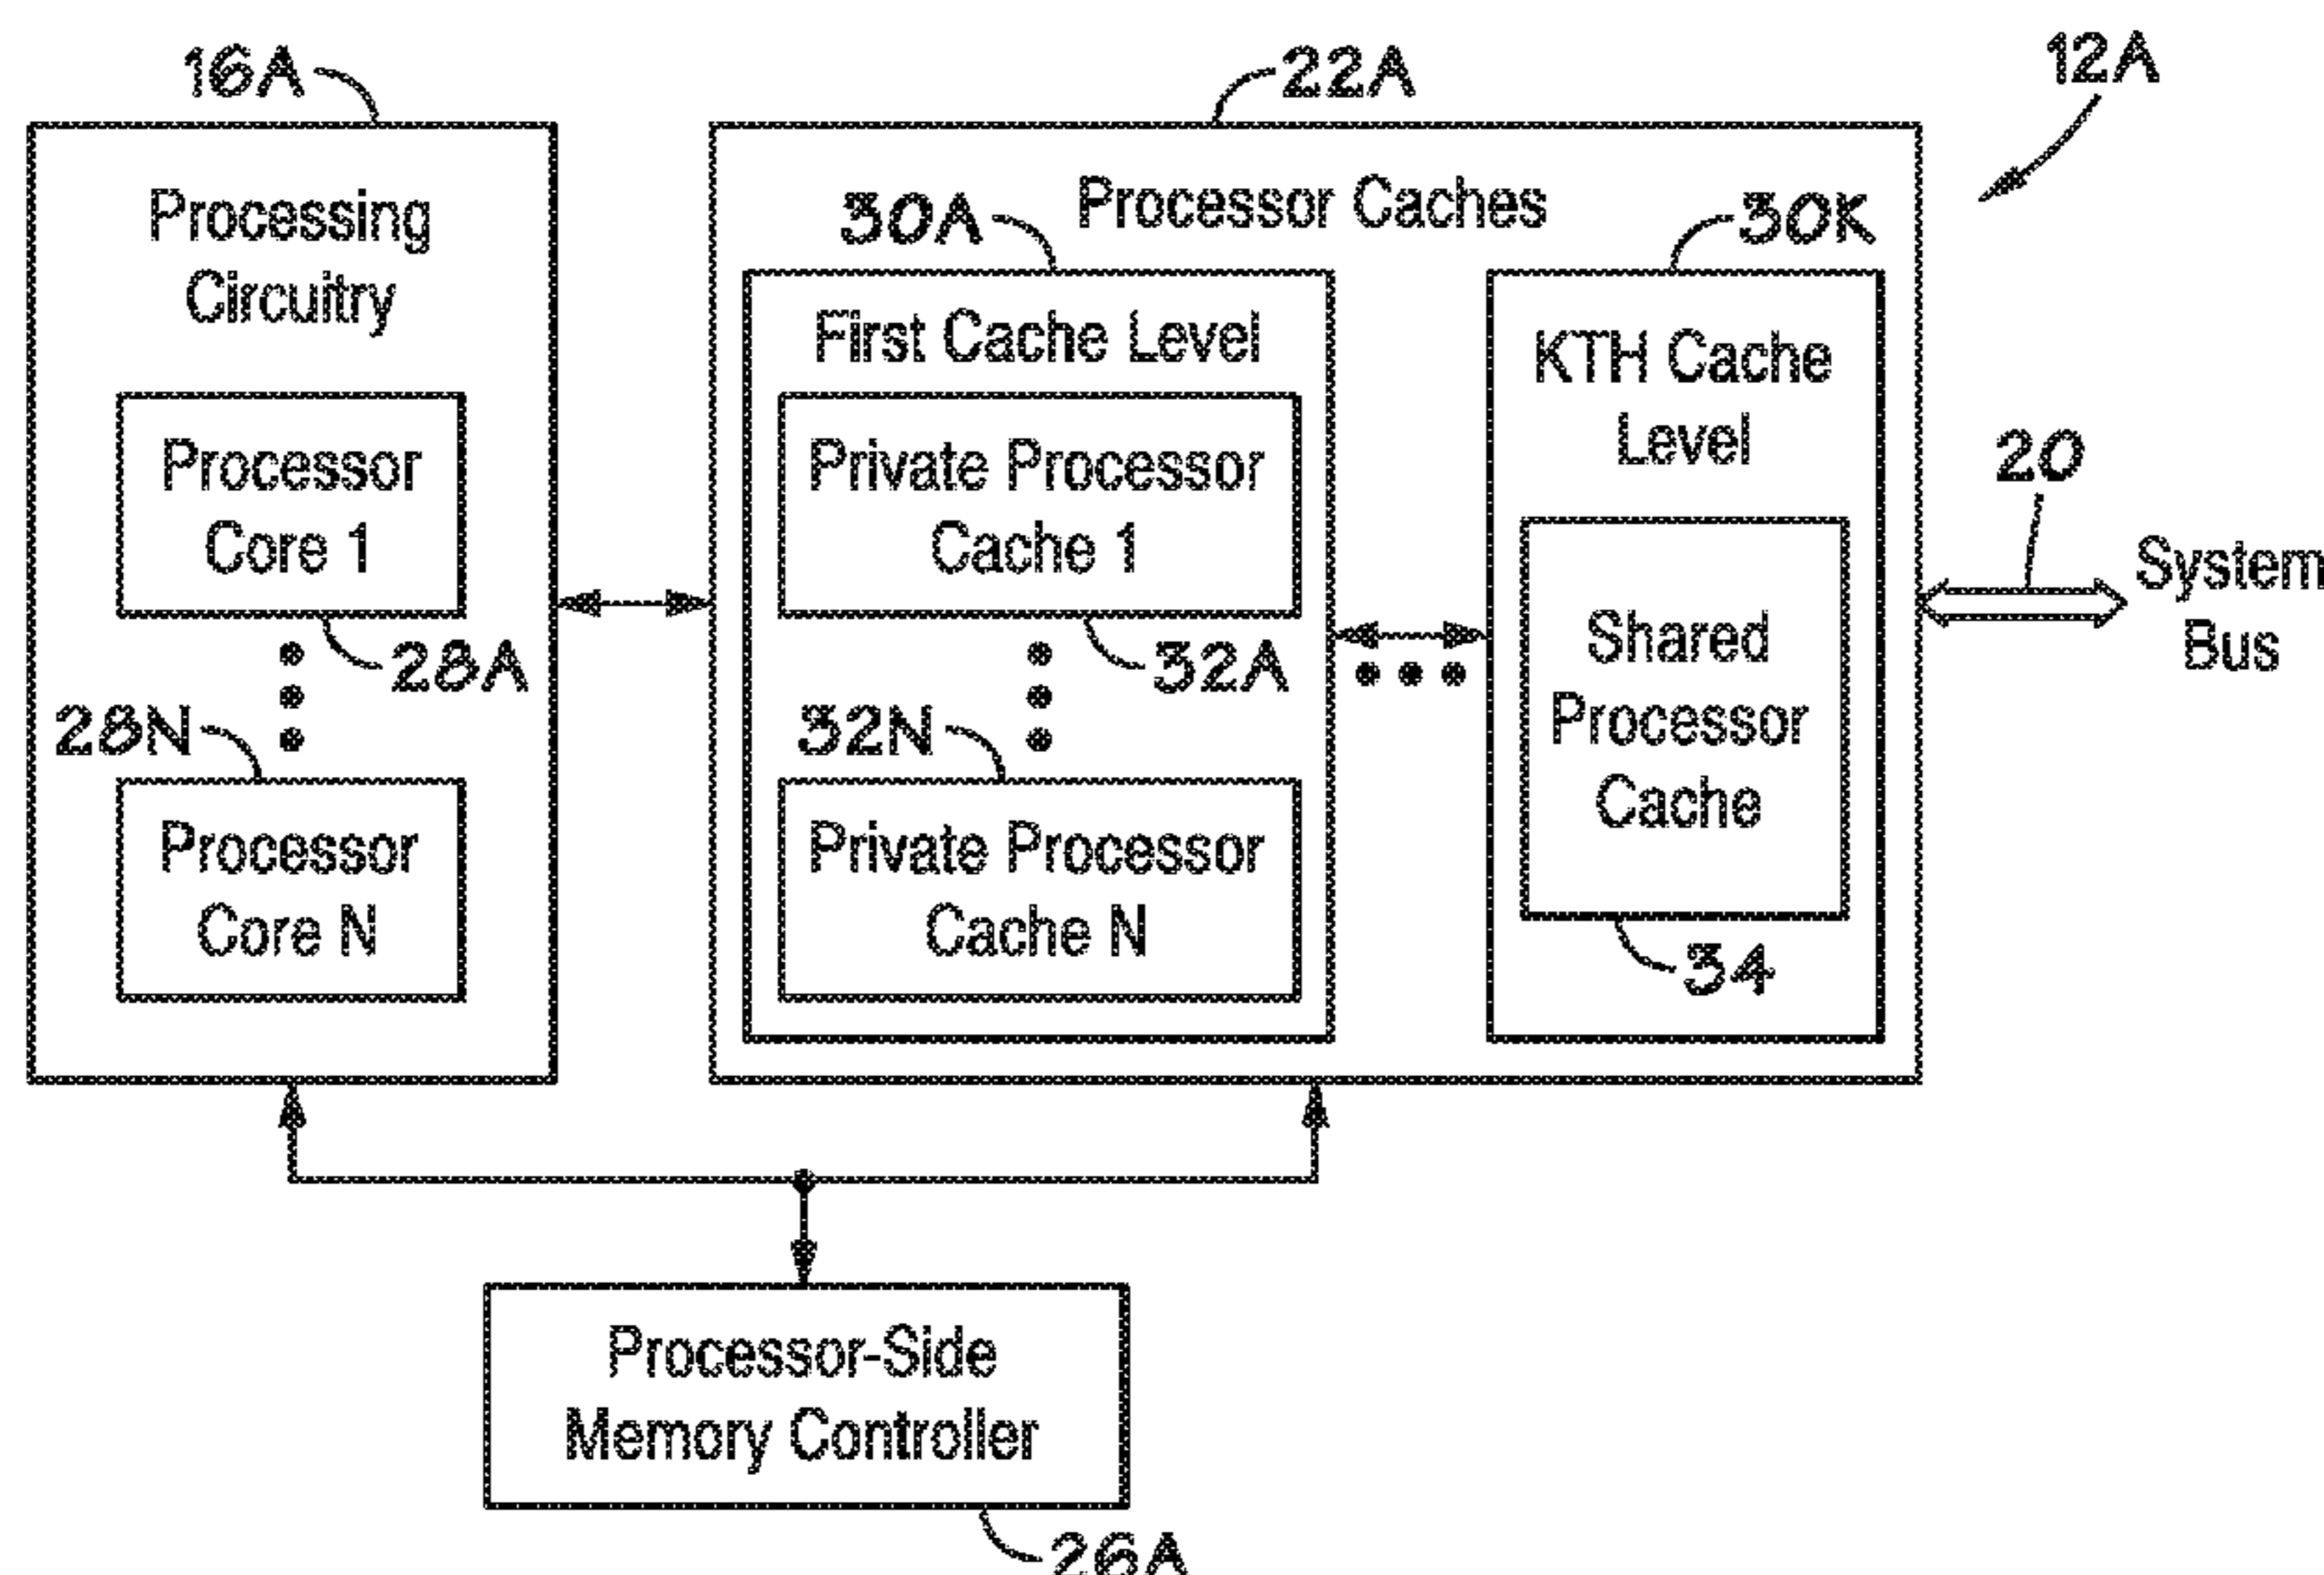 16A
22A
12A
Processing
Circuitry
Processor
Core 1
28A
28N
Processor
Core N
Processor Caches
30A
30K
First Cache Level
Private Processor
Cache 1
32A
32N
Private Processor
Cache N
KTH Cache
Level
Shared
Processor
Cache
34
20
System
Bus
Processor-Side
Memory Controller
26A